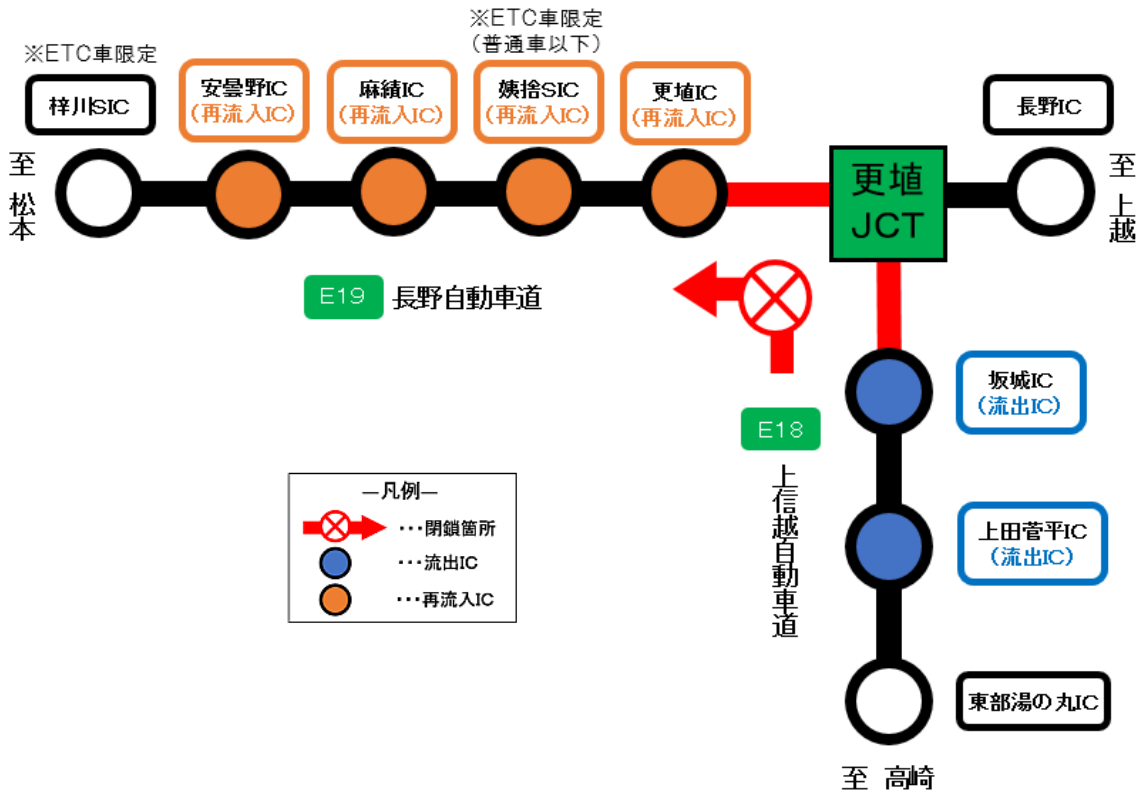 ※ETC車限定
(普通車以下)
※ETC車限定
梓川SIC
安曇野IC
(再流入IC)
麻績IC
(再流入IC)
姨捨SIC
(再流入IC)
更埴IC
(再流入IC)
長野IC
至 松本
更埴
JCT
至 上越
E19 長野自動車道
坂城IC
(流出IC)
E18
上信越自動車道
上田菅平IC
(流出IC)
―凡例―
…閉鎖箇所
…流出IC
…再流入IC
東部湯の丸IC
至 高崎